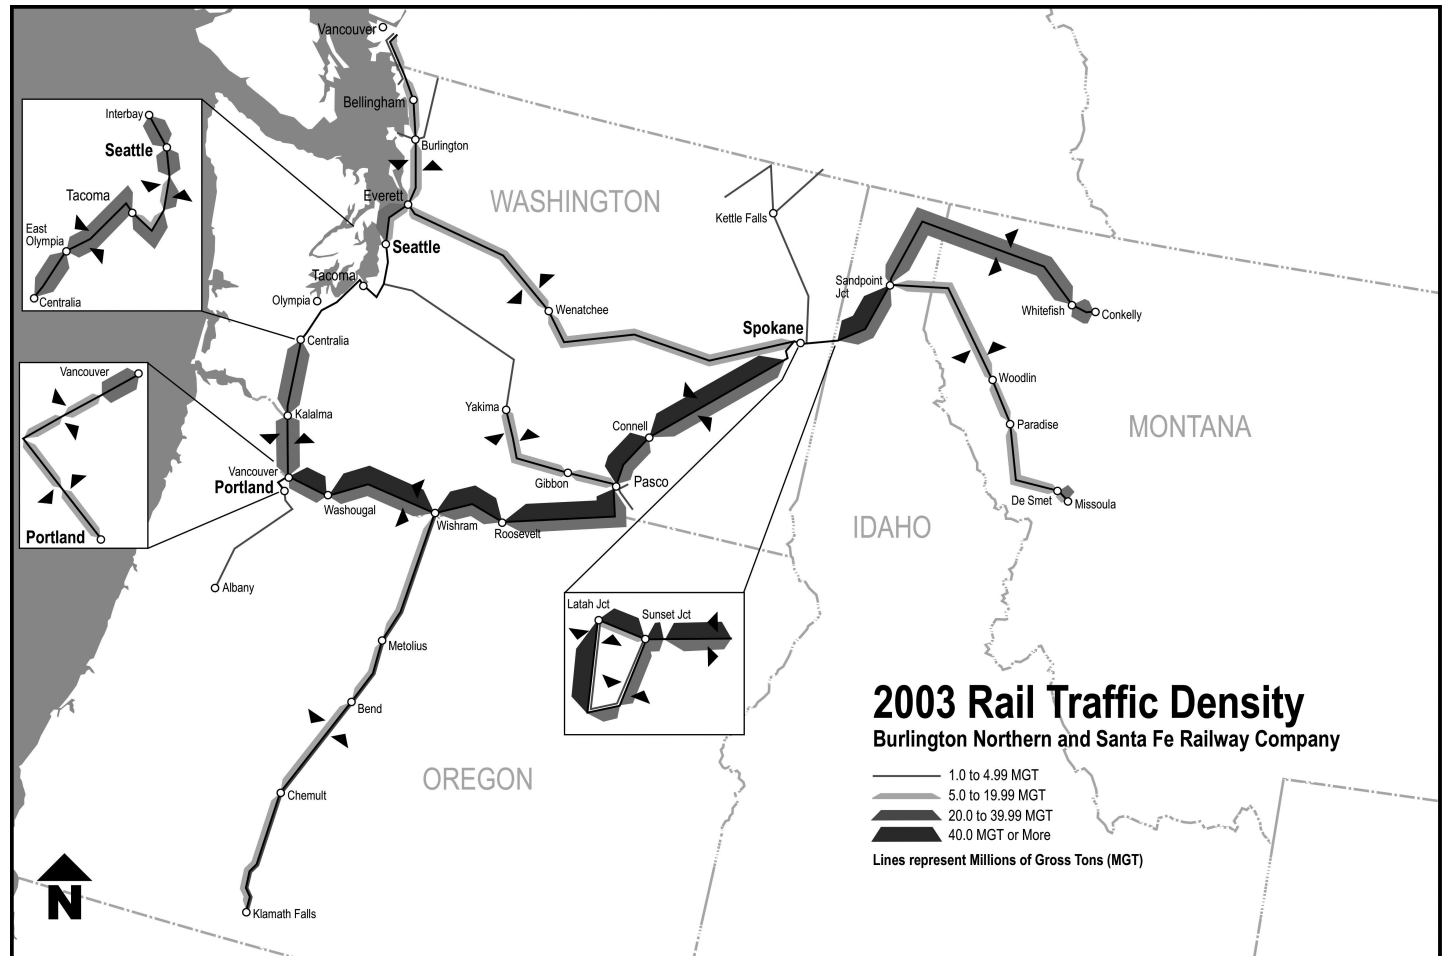 Vancouver
Bellingham
Burlington
Everett
Seattle
Tacoma
Olympia
Centralia
Kalalma
Vancouver
Portland
Albany
Washougal
Wishram
Roosevelt
Pasco
Connell
Gibbon
Yakima
Wenatchee
Spokane
Kettle Falls
Sandpoint
Jct
Whitefish
Conkelly
Woodlin
Paradise
De Smet
Missoula
Metolius
Bend
Chemult
Klamath Falls
WASHINGTON
OREGON
IDAHO
MONTANA
Interbay
Seattle
Tacoma
East
Olympia
Centralia
Vancouver
Portland
Latah Jct
Sunset Jct
2003 Rail Traffic Density
Burlington Northern and Santa Fe Railway Company
1.0 to 4.99 MGT
5.0 to 19.99 MGT
20.0 to 39.99 MGT
40.0 MGT or More
Lines represent Millions of Gross Tons (MGT)
N